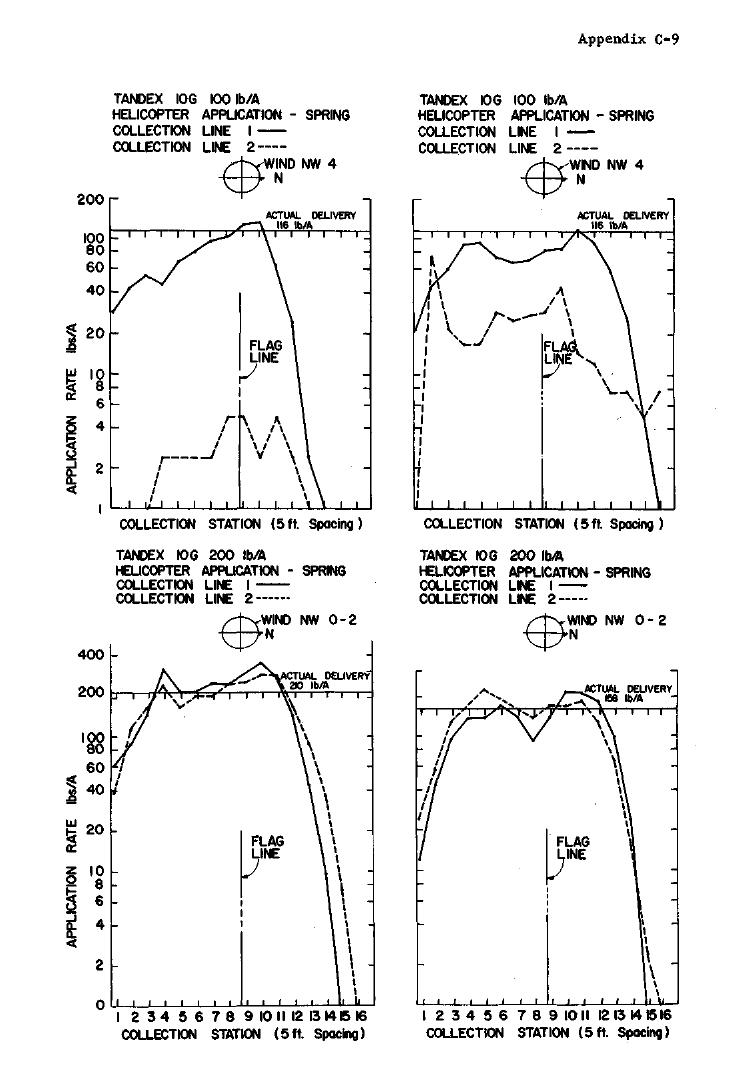 Appendix C-9
TANDEX 10G 100 lb/A
HELICOPTER APPLICATION - SPRING
COLLECTION LINE 1 ——
COLLECTION LINE 2 ----
WIND NW 4
N
200
100
80
60
40
20
10
8
6
4
2
1
ACTUAL DELIVERY
116 lb/A
FLAG
LINE
APPLICATION RATE lbs/A
COLLECTION STATION (5 ft. Spacing)
TANDEX 10G 100 lb/A
HELICOPTER APPLICATION - SPRING
COLLECTION LINE 1 ——
COLLECTION LINE 2 ----
WIND NW 4
N
ACTUAL DELIVERY
116 lb/A
FLAG
LINE
COLLECTION STATION (5 ft. Spacing)
TANDEX 10G 200 lb/A
HELICOPTER APPLICATION - SPRING
COLLECTION LINE 1 ——
COLLECTION LINE 2 -----
WIND NW 0-2
N
400
200
100
80
60
40
20
10
8
6
4
2
0
ACTUAL DELIVERY
210 lb/A
FLAG
LINE
APPLICATION RATE lbs/A
1 2 3 4 5 6 7 8 9 10 11 12 13 14 15 16
COLLECTION STATION (5 ft. Spacing)
TANDEX 10G 200 lb/A
HELICOPTER APPLICATION - SPRING
COLLECTION LINE 1 ——
COLLECTION LINE 2 -----
WIND NW 0-2
N
ACTUAL DELIVERY
lb/A
FLAG
LINE
1 2 3 4 5 6 7 8 9 10 11 12 13 14 15 16
COLLECTION STATION (5 ft. Spacing)